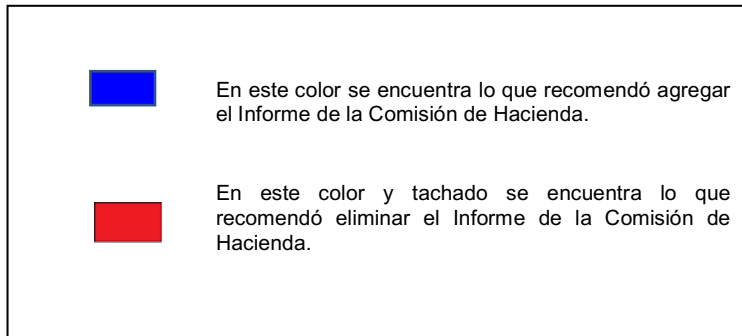 En este color se encuentra lo que recomendó agregar
el Informe de la Comisión de Hacienda.
En este color y tachado se encuentra lo que
recomendó eliminar el Informe de la Comisión de
Hacienda.